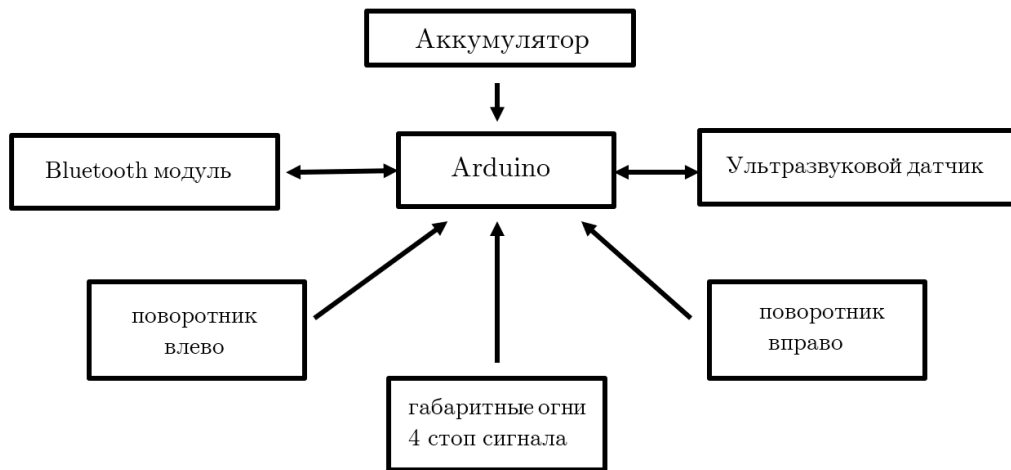 Аккумулятор
Bluetooth модуль
Arduino
Ультразвуковой датчик
поворотник
влево
габаритные огни
4 стоп сигнала
поворотник
вправо